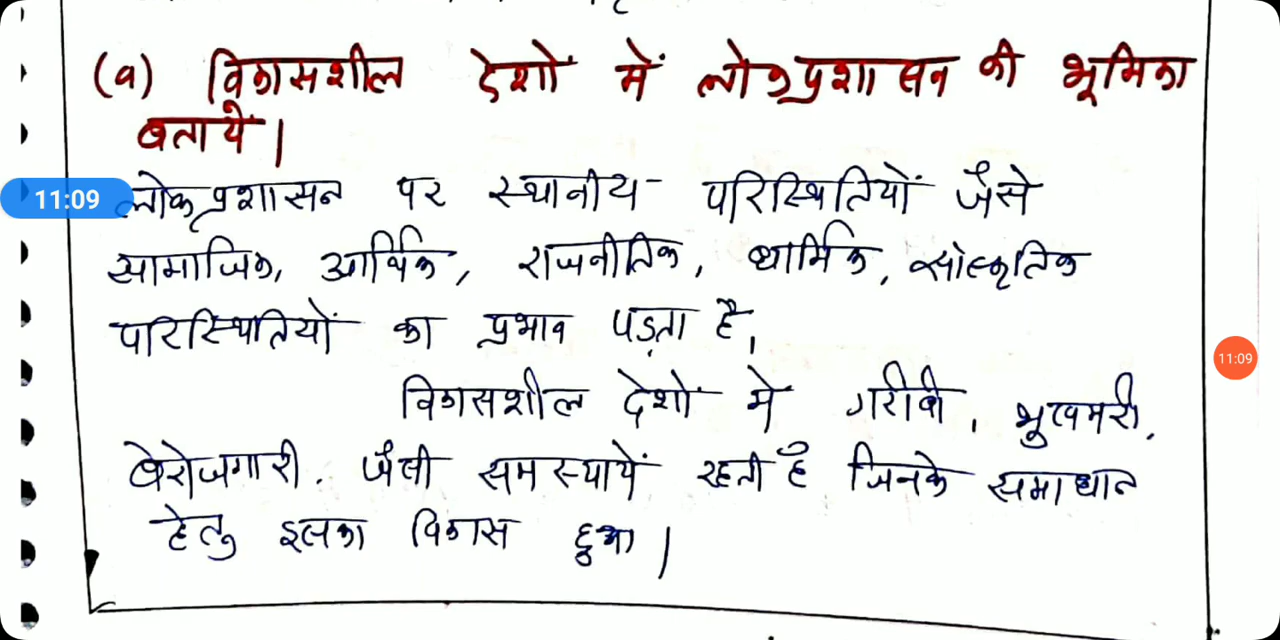 (a) विकासशील देशों में लोकप्रशासन की भूमिका
बतायें।
लोकप्रशासन पर स्थानीय परिस्थितियों जैसे
सामाजिक, आर्थिक, राजनीतिक, धार्मिक, सांस्कृतिक
परिस्थितियों का प्रभाव पड़ता है,
विकासशील देशों मे गरीबी, भुखमरी,
बेरोजगारी. जैसी समस्यायें रहती है जिनके समाधान
हेतु इसका विकास हुआ।
11:09
11:09